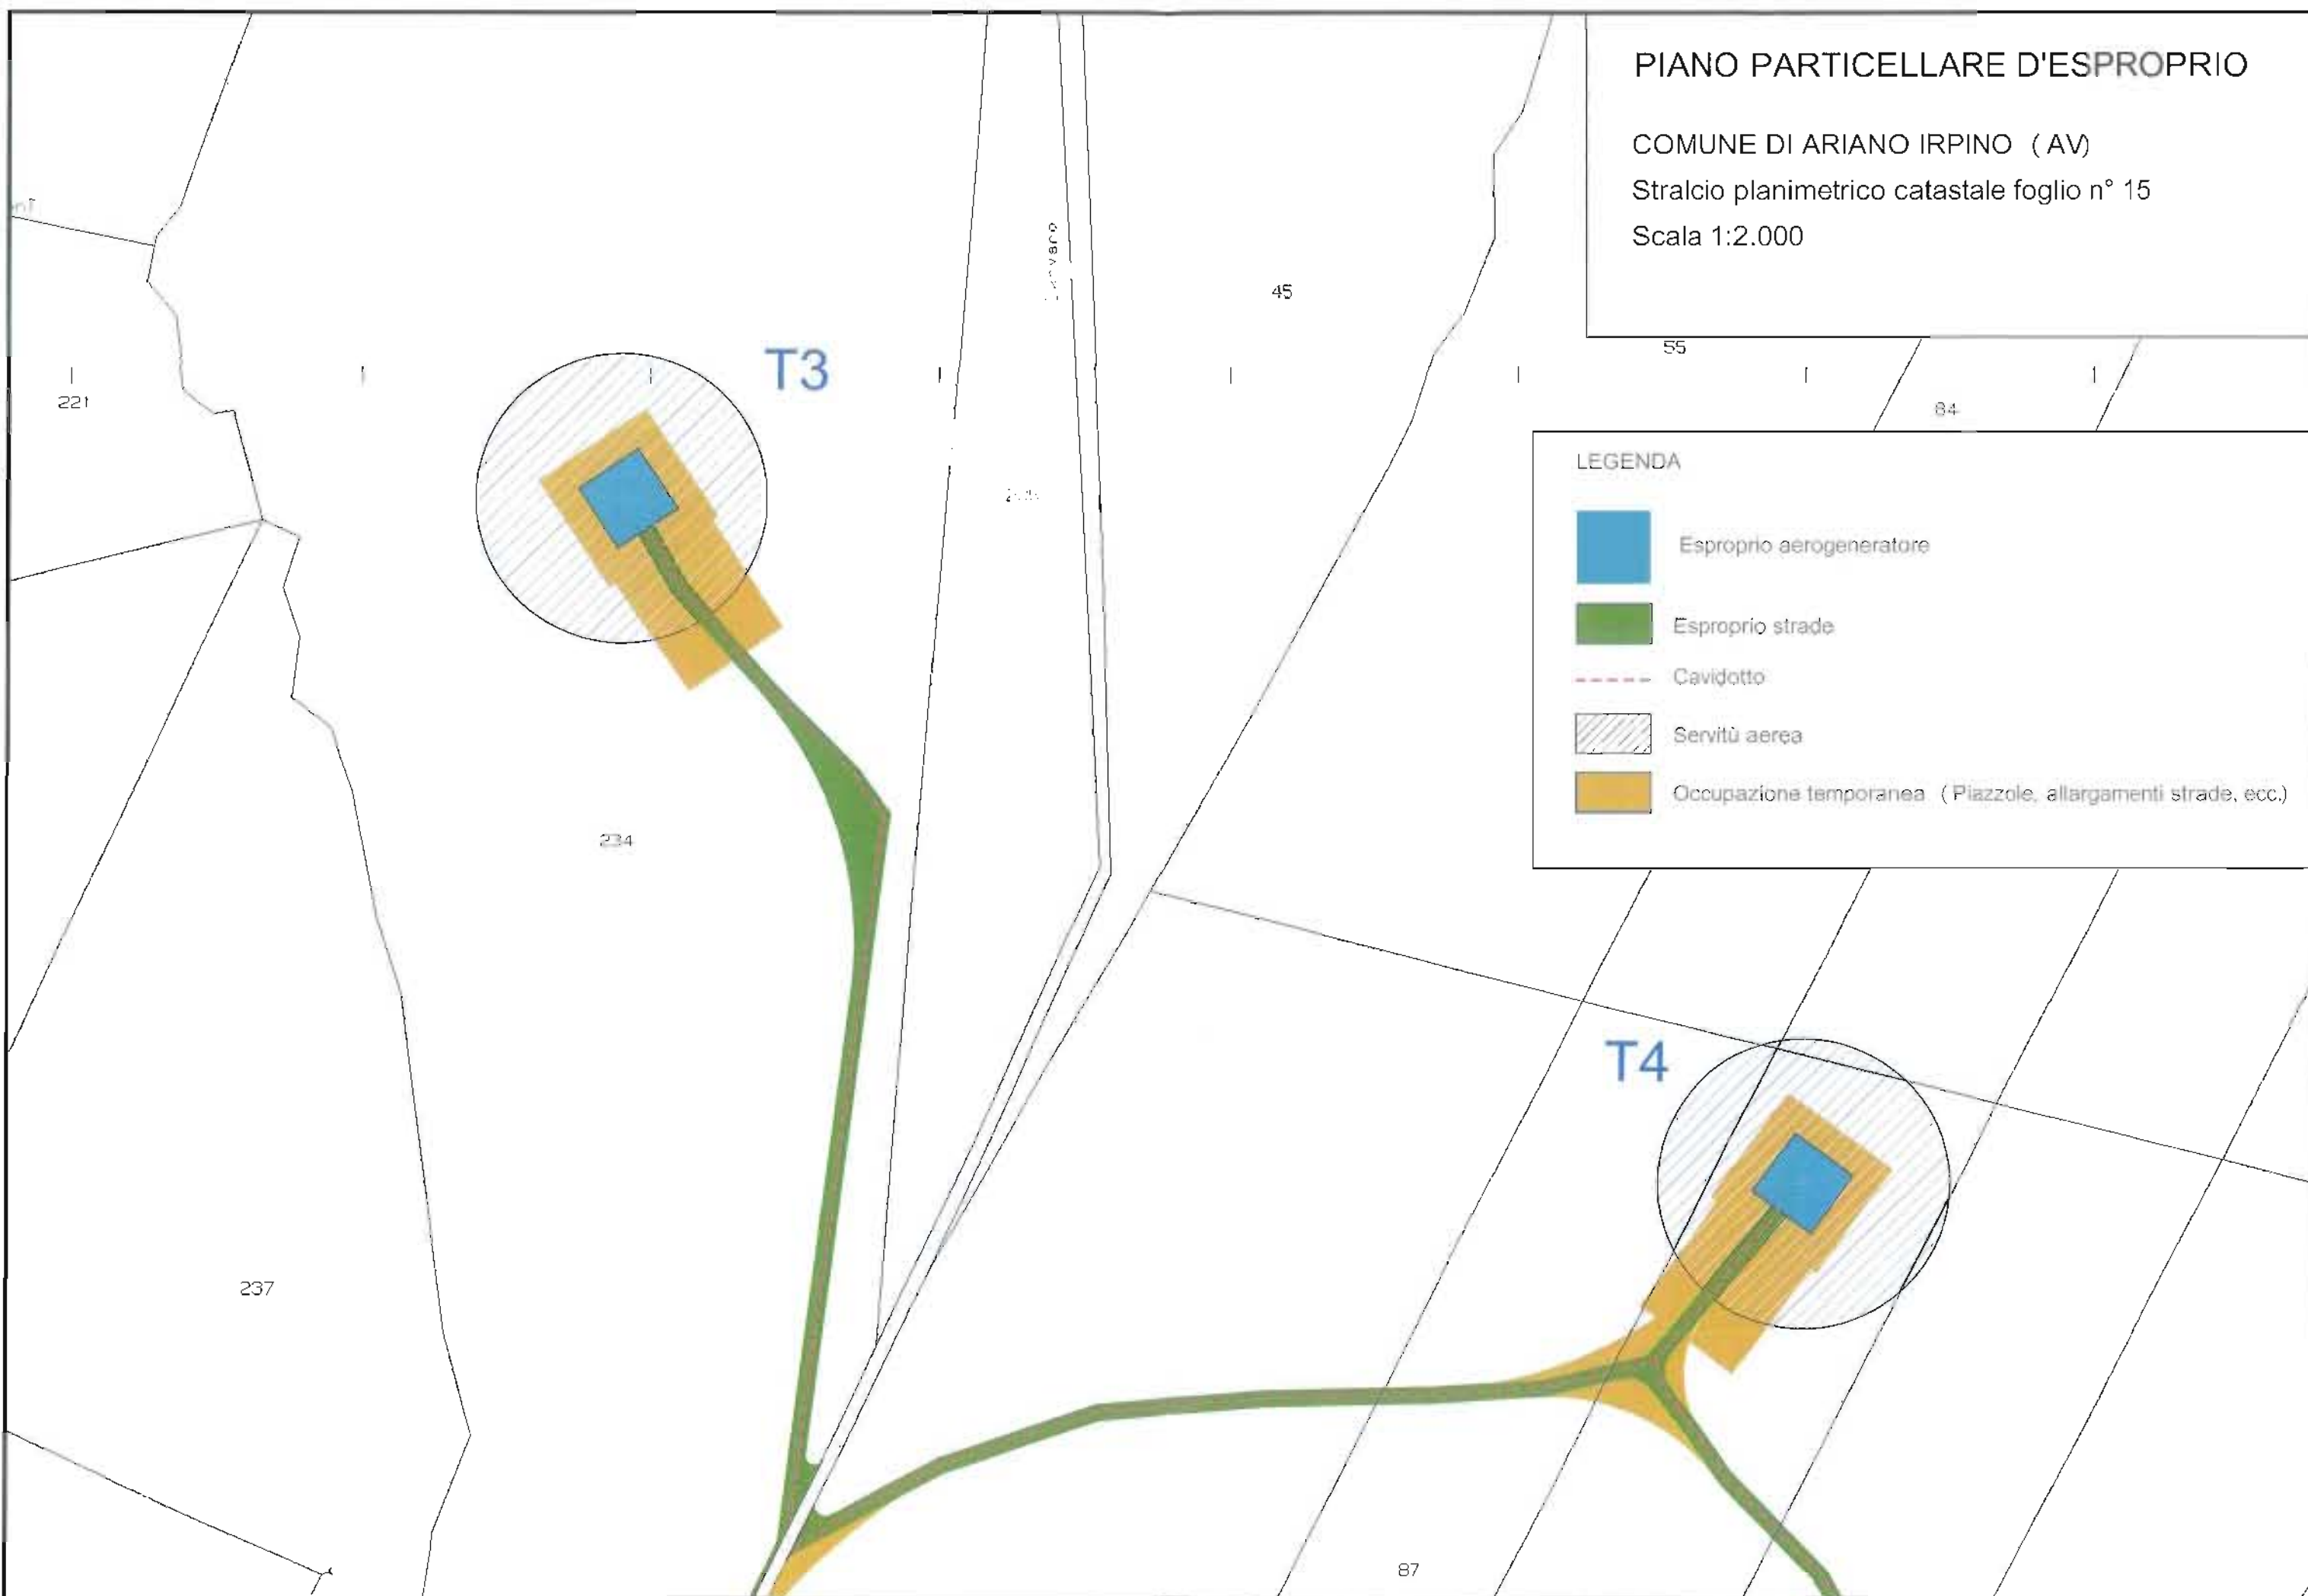 PIANO PARTICELLARE D'ESPROPRIO
COMUNE DI ARIANO IRPINO ( AV)
Stralcio planimetrico catastale foglio n° 15
Scala 1:2.000
45
T3
55
221
84
LEGENDA
Esproprio aerogeneratore
Esproprio strade
Cavidotto
Servitù aerea
Occupazione temporanea ( Piazzole, allargamenti strade, ecc.)
234
T4
237
87